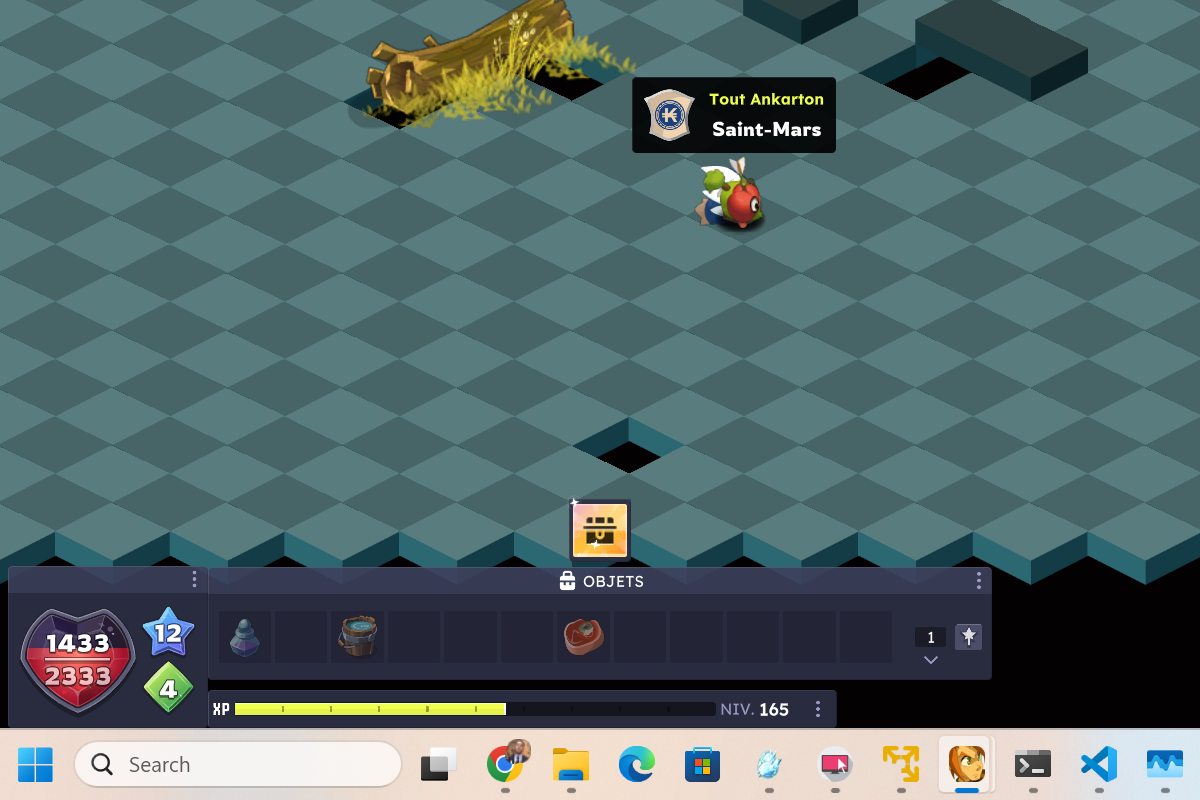 Tout Ankarton
Saint-Mars
OBJETS
1433
2333
12
4
1
XP
NIV. 165
Search